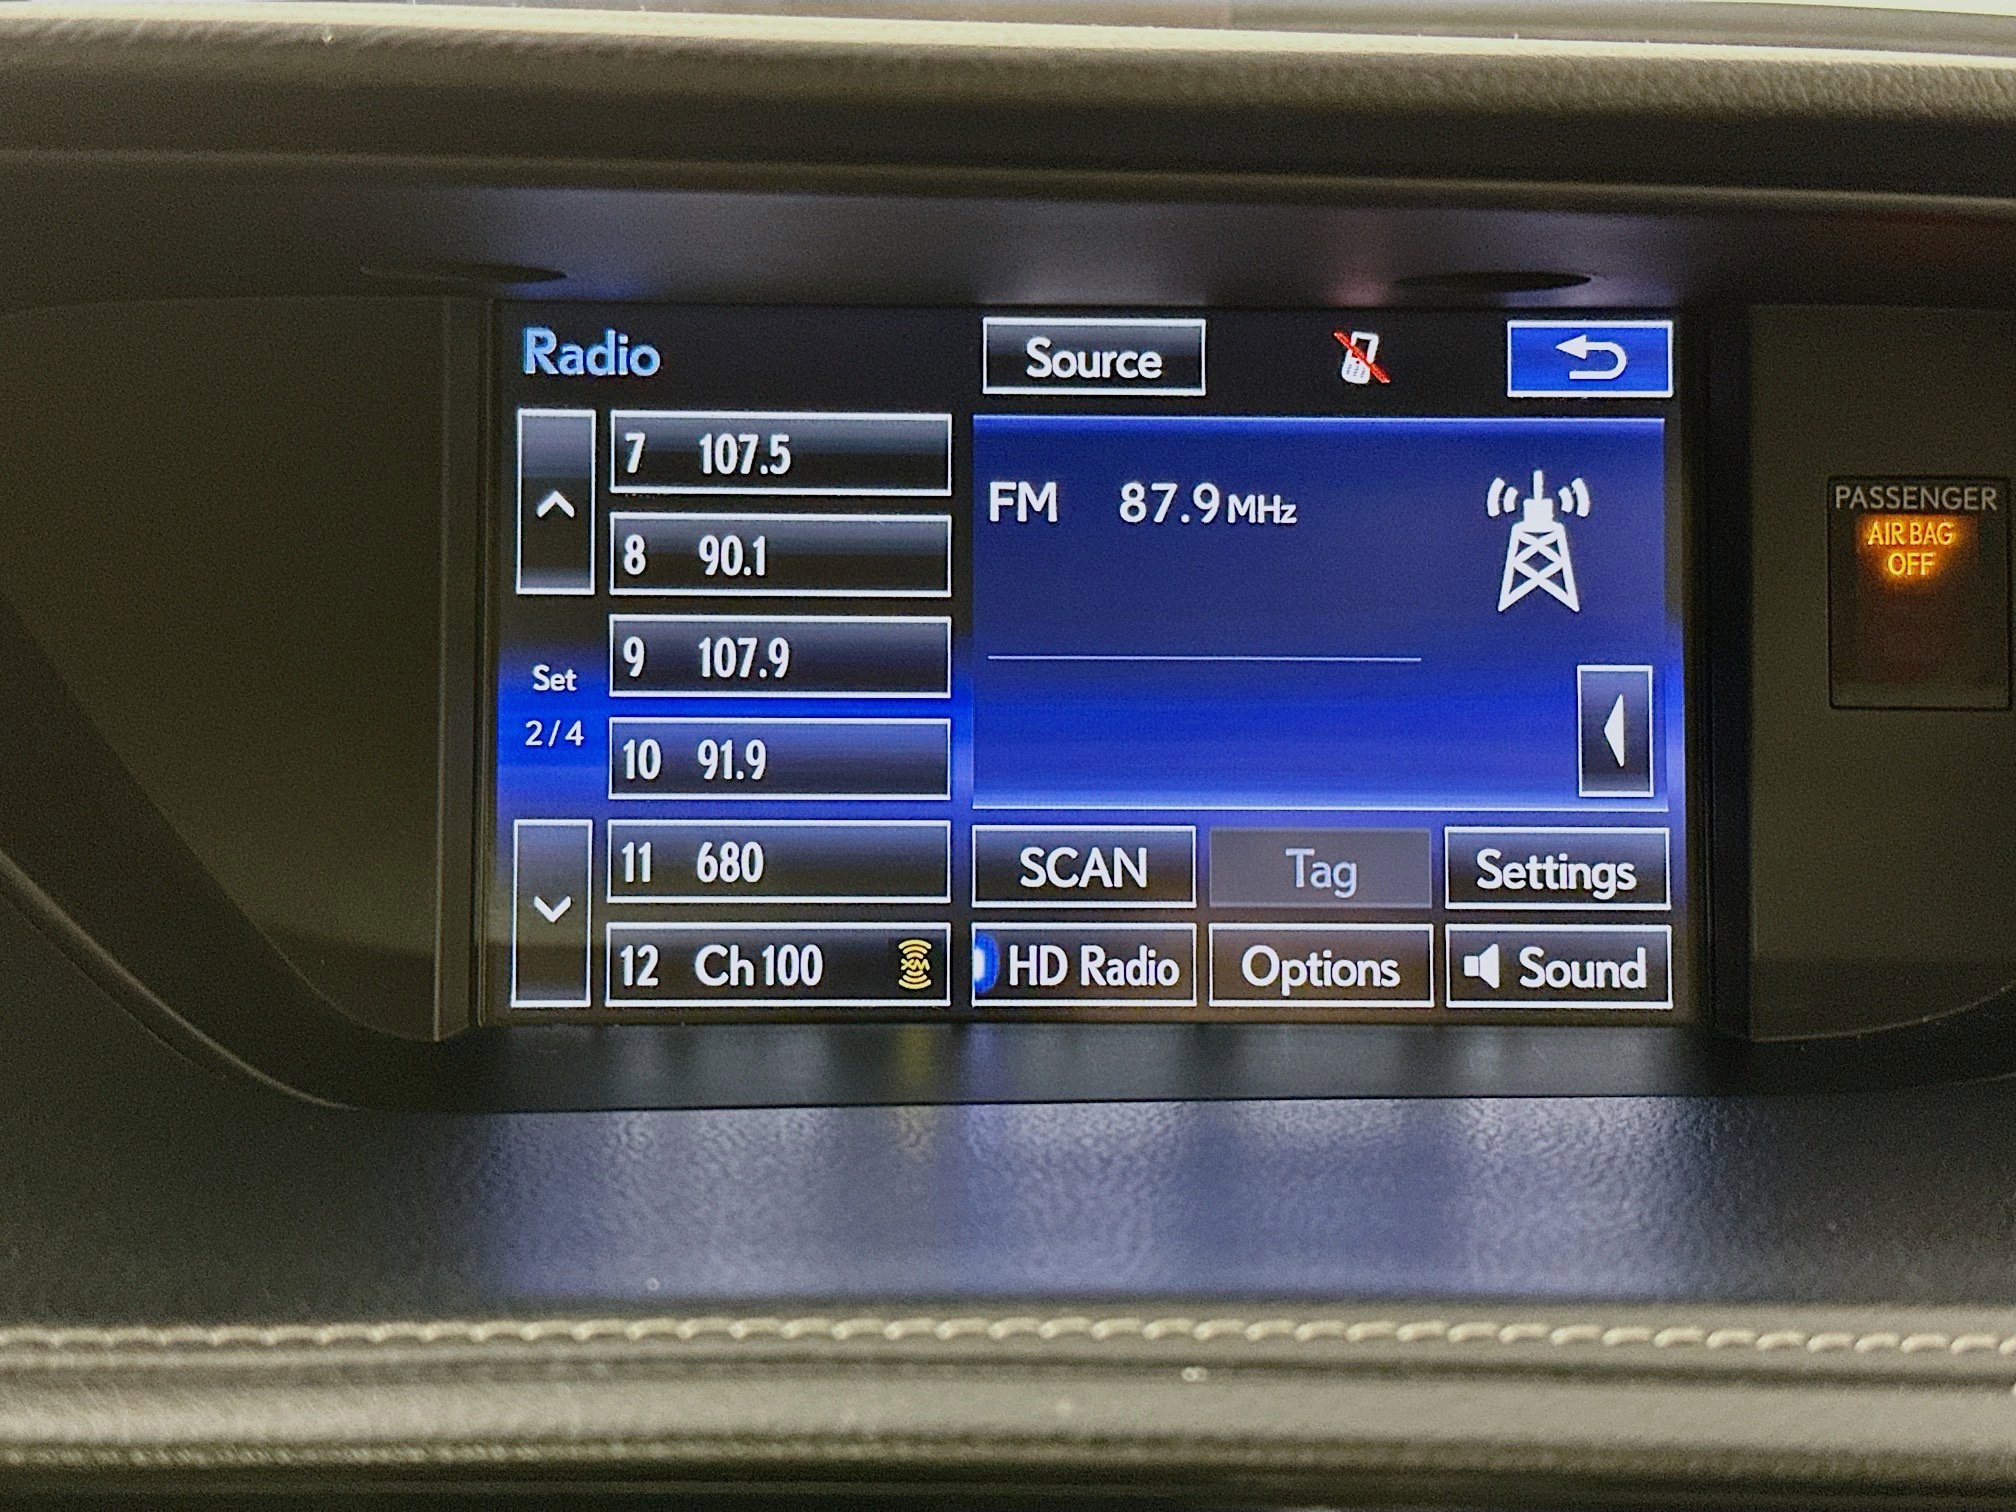 Radio Source
7 107.5
8 90.1
9 107.9
10 91.9
11 680
12 Ch 100 XM
Set
2/4
FM 87.9 MHz
SCAN Tag Settings
HD Radio Options Sound
PASSENGER
AIR BAG
OFF